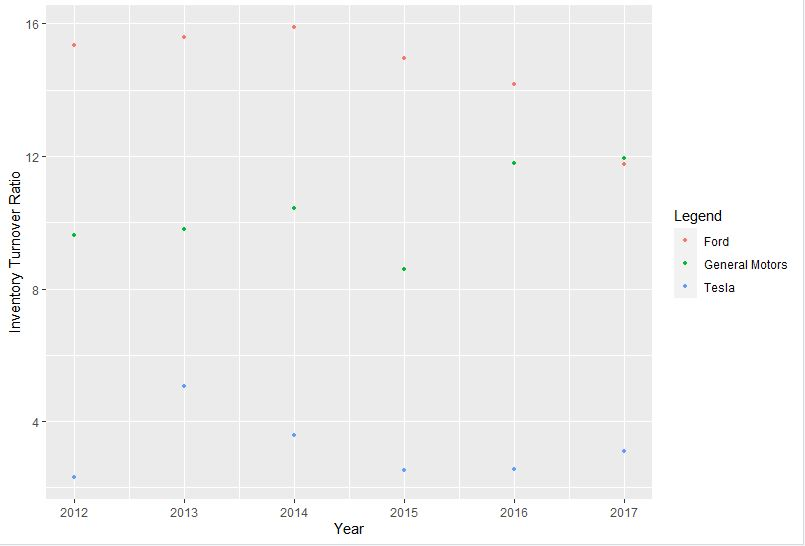 16
12
8
4
Inventory Turnover Ratio
2012 2013 2014 2015 2016 2017
Year
Legend
Ford
General Motors
Tesla